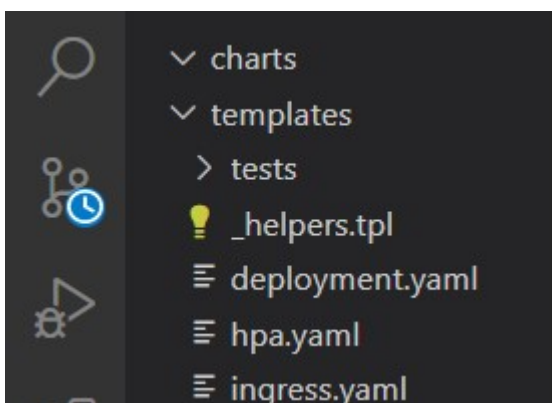 charts
templates
tests
_helpers.tpl
deployment.yaml
hpa.yaml
ingress.yaml